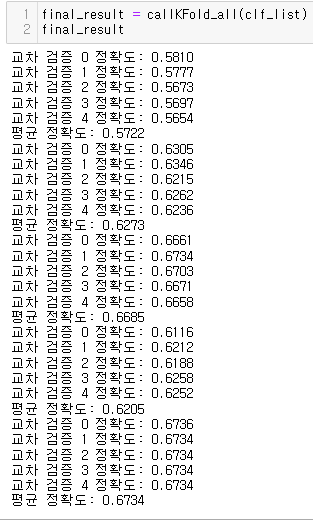 1 final_result = callKFold_all(clf_list)
2 final_result
교차 검증 0 정확도: 0.5810
교차 검증 1 정확도: 0.5777
교차 검증 2 정확도: 0.5673
교차 검증 3 정확도: 0.5697
교차 검증 4 정확도: 0.5654
평균 정확도: 0.5722
교차 검증 0 정확도: 0.6305
교차 검증 1 정확도: 0.6346
교차 검증 2 정확도: 0.6215
교차 검증 3 정확도: 0.6262
교차 검증 4 정확도: 0.6236
평균 정확도: 0.6273
교차 검증 0 정확도: 0.6661
교차 검증 1 정확도: 0.6734
교차 검증 2 정확도: 0.6703
교차 검증 3 정확도: 0.6671
교차 검증 4 정확도: 0.6658
평균 정확도: 0.6685
교차 검증 0 정확도: 0.6116
교차 검증 1 정확도: 0.6212
교차 검증 2 정확도: 0.6188
교차 검증 3 정확도: 0.6258
교차 검증 4 정확도: 0.6252
평균 정확도: 0.6205
교차 검증 0 정확도: 0.6736
교차 검증 1 정확도: 0.6734
교차 검증 2 정확도: 0.6734
교차 검증 3 정확도: 0.6734
교차 검증 4 정확도: 0.6734
평균 정확도: 0.6734